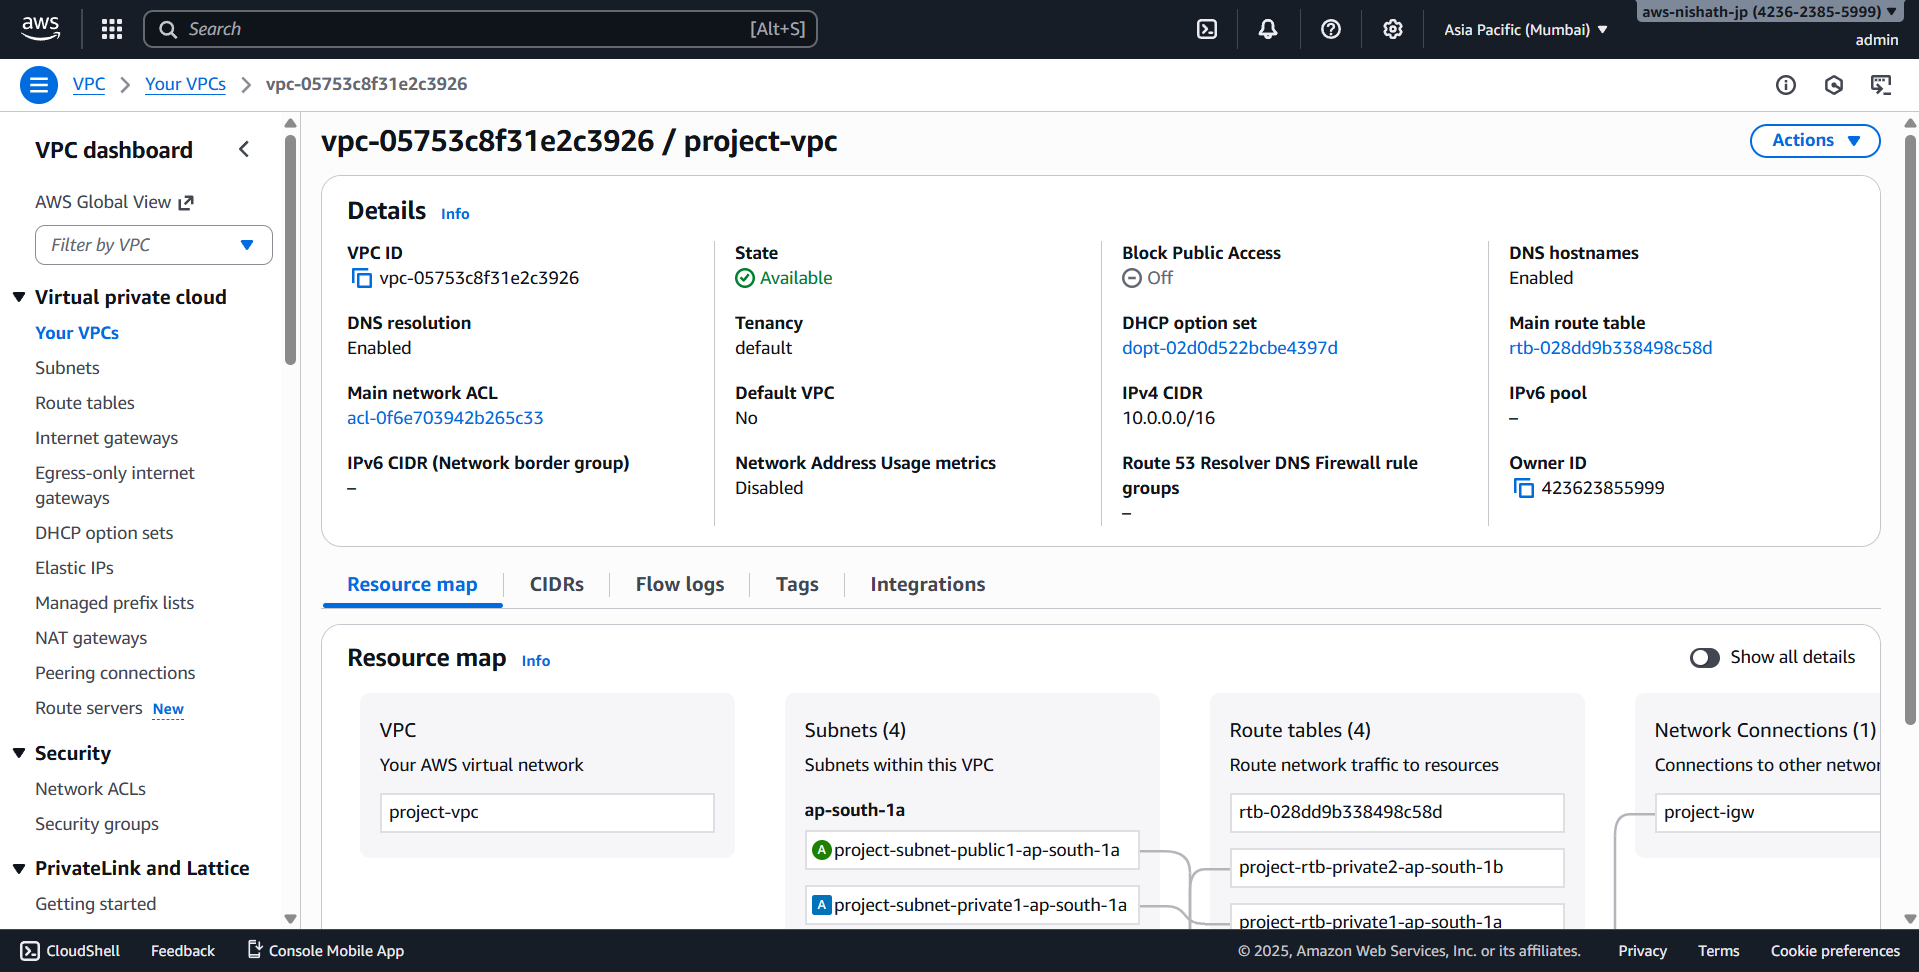 aws
Search
[Alt+S]
Asia Pacific (Mumbai)
aws-nishath-jp (4236-2385-5999)
admin
VPC
Your VPCs
vpc-05753c8f31e2c3926
VPC dashboard
AWS Global View
Filter by VPC
Virtual private cloud
Your VPCs
Subnets
Route tables
Internet gateways
Egress-only internet
gateways
DHCP option sets
Elastic IPs
Managed prefix lists
NAT gateways
Peering connections
Route servers New
Security
Network ACLs
Security groups
PrivateLink and Lattice
Getting started
vpc-05753c8f31e2c3926 / project-vpc
Actions
Details Info
VPC ID
vpc-05753c8f31e2c3926
State
Available
Block Public Access
Off
DNS hostnames
Enabled
DNS resolution
Enabled
Tenancy
default
DHCP option set
dopt-02d0d522bcbe4397d
Main route table
rtb-028dd9b338498c58d
Main network ACL
acl-0f6e703942b265c33
Default VPC
No
IPv4 CIDR
10.0.0.0/16
IPv6 pool
–
IPv6 CIDR (Network border group)
–
Network Address Usage metrics
Disabled
Route 53 Resolver DNS Firewall rule
groups
–
Owner ID
423623855999
Resource map
CIDRs
Flow logs
Tags
Integrations
Resource map Info
Show all details
VPC
Your AWS virtual network
project-vpc
Subnets (4)
Subnets within this VPC
ap-south-1a
A project-subnet-public1-ap-south-1a
A project-subnet-private1-ap-south-1a
Route tables (4)
Route network traffic to resources
rtb-028dd9b338498c58d
project-rtb-private2-ap-south-1b
project-rtb-private1-ap-south-1a
Network Connections (1)
Connections to other networ
project-igw
CloudShell
Feedback
Console Mobile App
© 2025, Amazon Web Services, Inc. or its affiliates.
Privacy
Terms
Cookie preferences